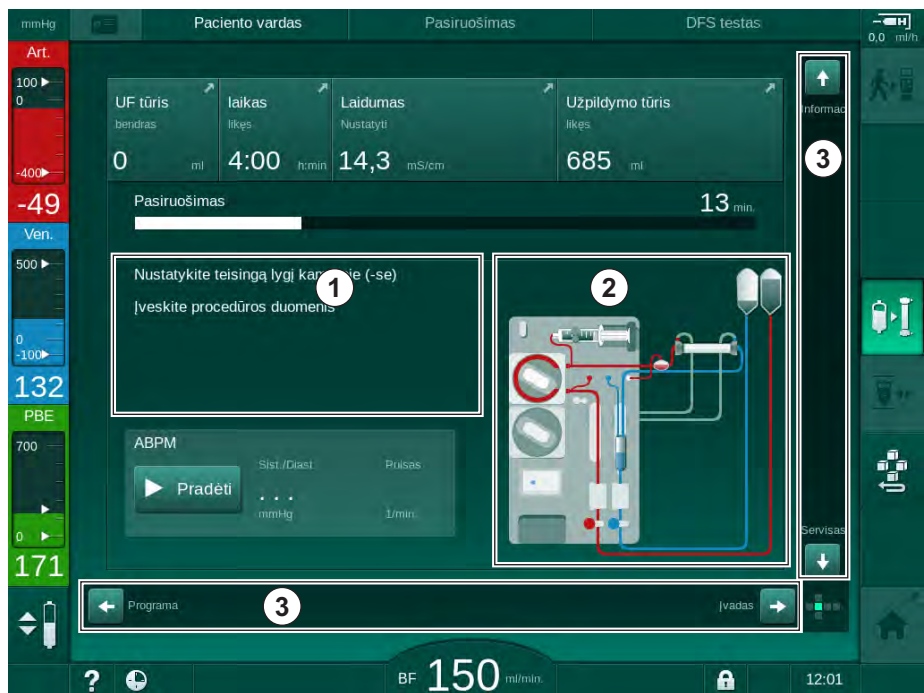 mmHg
Paciento vardas
Pasiruošimas
DFS testas
0,0 ml/h
Art.
100
0
-400
-49
Ven.
500
0
-100
132
PBE
700
0
171
UF tūris
bendras
0 ml
laikas
likęs
4:00 h:min
Laidumas
Nustatyti
14,3 mS/cm
Užpildymo tūris
likęs
685 ml
Informac
3
Pasiruošimas
13 min.
Nustatykite teisingą lygį (-se)
1
Įveskite procedūros duomenis
2
ABPM
Pradėti
Sist./Diast.
. . .
mmHg
Pulsas
1/min.
Servisas
Programa
3
Įvadas
BF 150 ml/min.
?
12:01
H